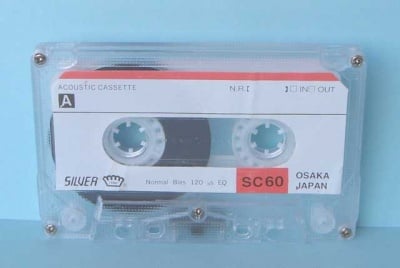 ACOUSTIC CASSETTE
N.R.[ ]□IN□OUT
A
SILVER
Normal Bias 120 µs EQ
SC60
OSAKA
JAPAN